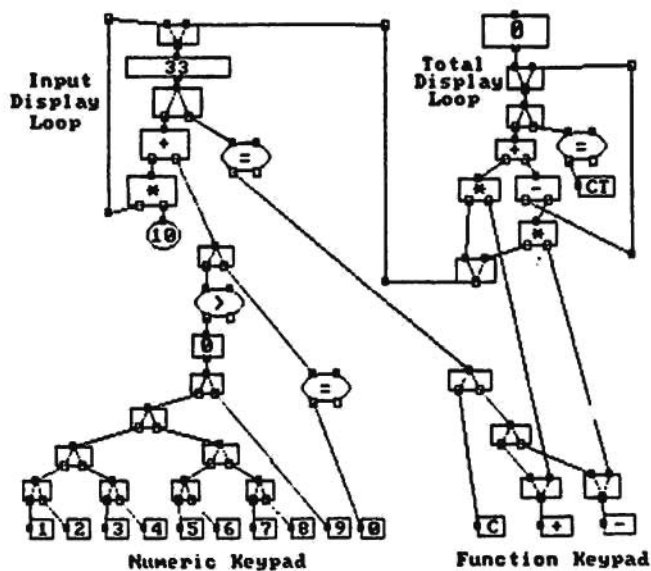 0
33
Input
Display
Loop
Total
Display
Loop
+
=
+
=
*
*
-
CT
10
*
>
0
=
1 2 3 4 5 6 7 8 9 0
C + -
Numeric Keypad
Function Keypad